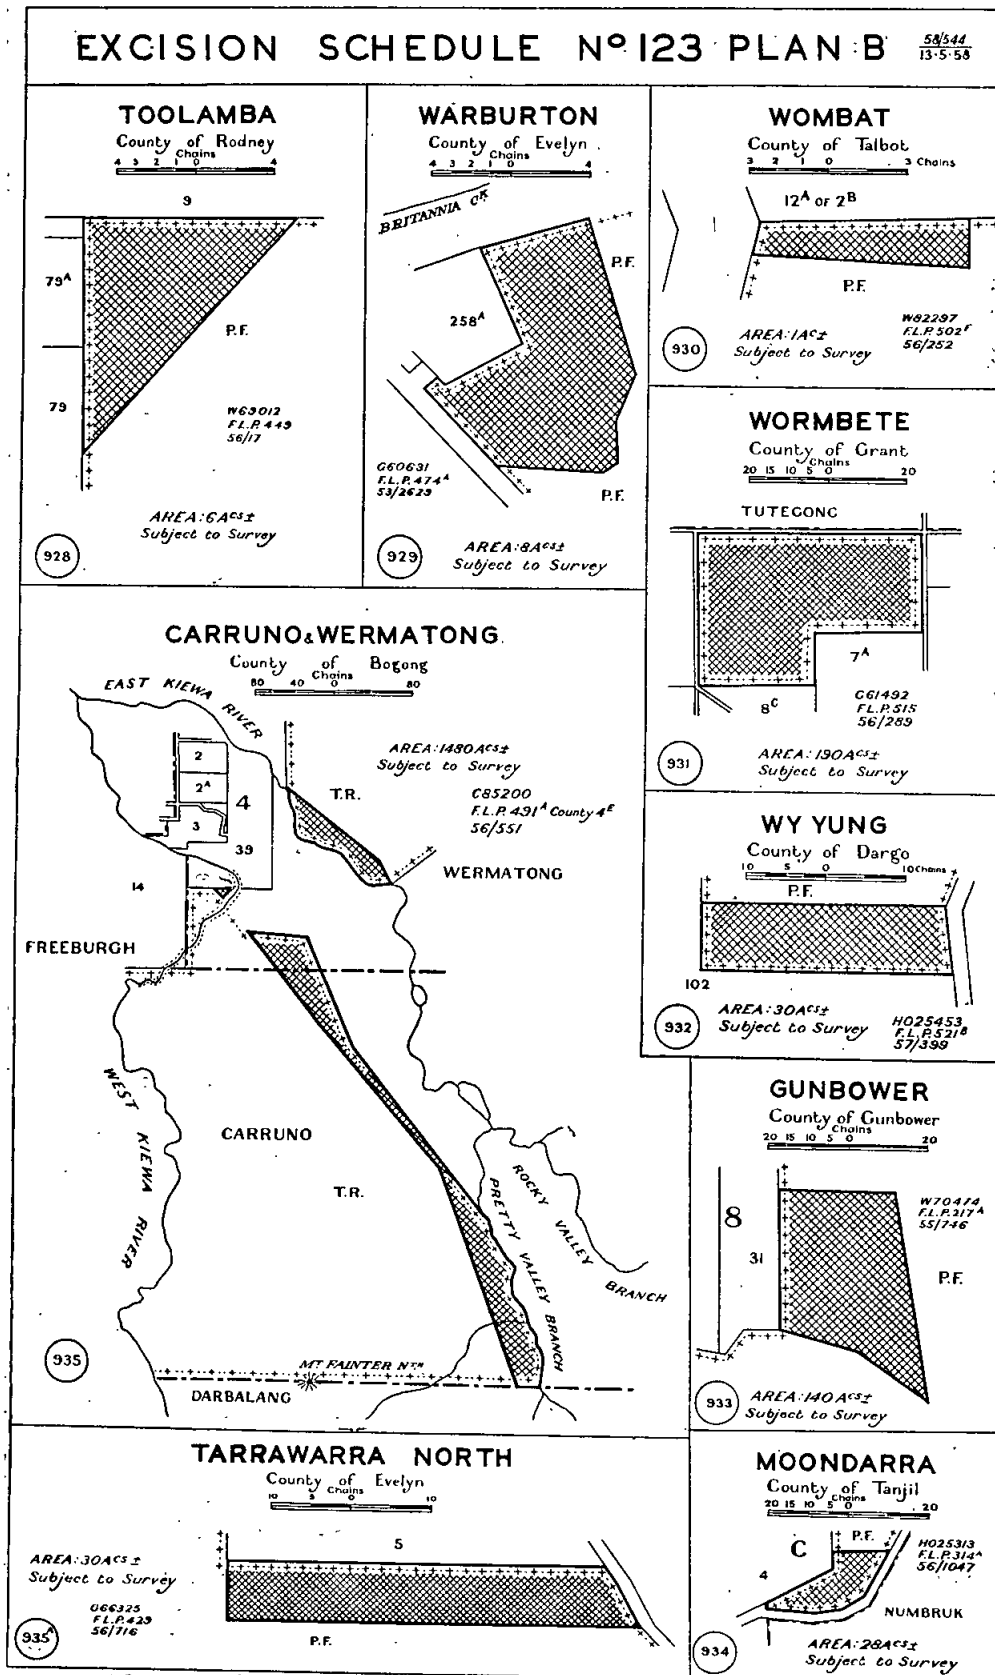 EXCISION SCHEDULE Nº 123 PLAN B
58/544
13·5·58
TOOLAMBA
County of Rodney
Chains
4 3 2 1 0 4
9
79A
P.F.
79
W69012
F.L.P. 449
56/17
AREA: 6Acs±
Subject to Survey
928
WARBURTON
County of Evelyn
Chains
4 3 2 1 0 4
BRITANNIA CK
P.F.
258A
G60631
F.L.P. 474A
53/2629
P.F.
AREA: 8Acs±
Subject to Survey
929
WOMBAT
County of Talbot
3 2 1 0 3 Chains
12A OF 2B
P.F.
W82297
F.L.P. 502F
56/252
AREA: 1Ac±
Subject to Survey
930
WORMBETE
County of Grant
Chains
20 15 10 5 0 20
TUTEGONG
7A
8C
C61492
F.L.P. 515
56/289
AREA: 190Acs±
Subject to Survey
931
CARRUNO & WERMATONG
County of Bogong
Chains
80 40 0 80
EAST KIEWA RIVER
AREA: 1480Acs±
Subject to Survey
T.R.
C85200
F.L.P. 491A County 4E
56/551
2
2A
4
3
39
14
WERMATONG
FREEBURGH
WEST KIEWA RIVER
CARRUNO
T.R.
ROCKY VALLEY BRANCH
PRETTY VALLEY BRANCH
MT FAINTER NTH
DARBALANG
935
WY YUNG
County of Dargo
10 5 0 10 Chains
P.F.
102
AREA: 30Acs±
Subject to Survey
H025453
F.L.P. 521B
57/399
932
GUNBOWER
County of Gunbower
Chains
20 15 10 5 0 20
8
31
W70474
F.L.P. 217A
55/746
P.F.
AREA: 140Acs±
Subject to Survey
933
TARRAWARRA NORTH
County of Evelyn
Chains
10 5 0 10
5
AREA: 30Acs±
Subject to Survey
F.L.P. 429
56/716
P.F.
935A
MOONDARRA
County of Tanjil
Chains
20 15 10 5 0 20
P.F.
C
4
H025313
F.L.P. 314A
56/1047
NUMBRUK
AREA: 28Acs±
Subject to Survey
934